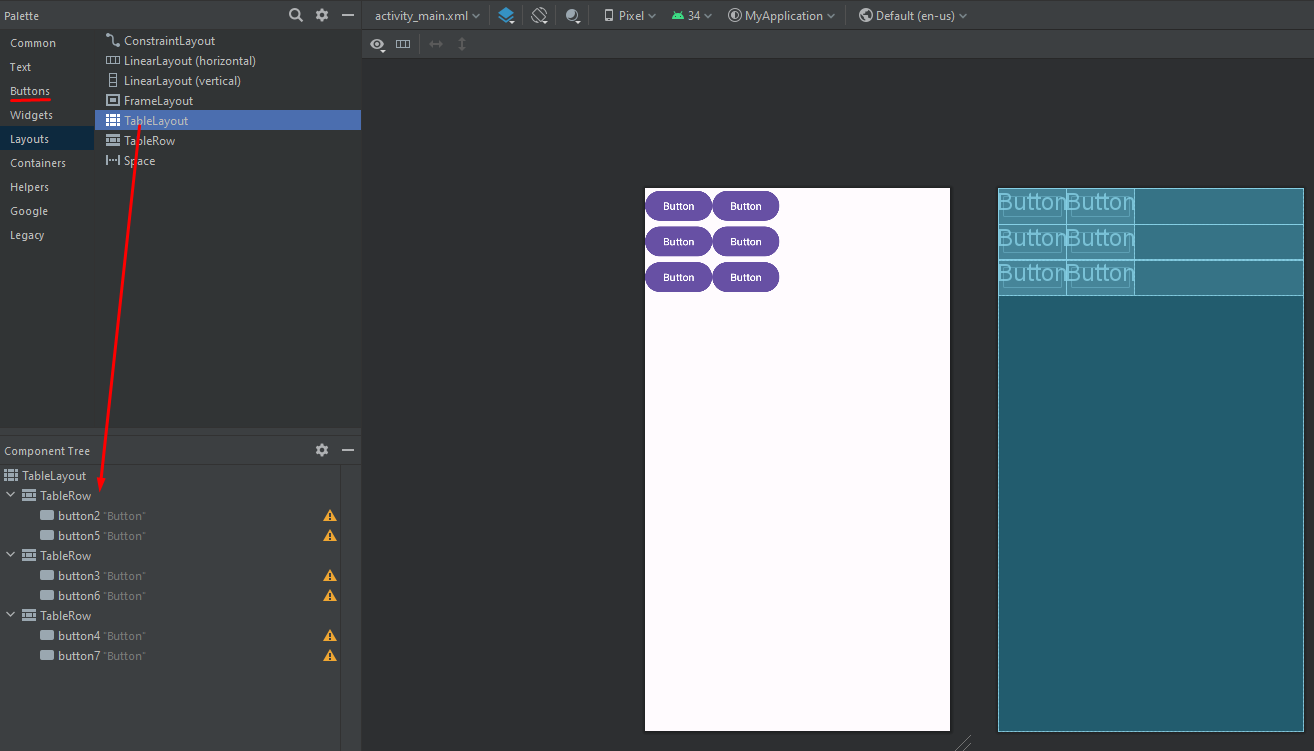 Palette
activity_main.xml
Pixel
34
MyApplication
Default (en-us)
Common
Text
Buttons
Widgets
Layouts
Containers
Helpers
Google
Legacy
ConstraintLayout
LinearLayout (horizontal)
LinearLayout (vertical)
FrameLayout
TableLayout
TableRow
Space
Component Tree
TableLayout
TableRow
button2 "Button"
button5 "Button"
TableRow
button3 "Button"
button6 "Button"
TableRow
button4 "Button"
button7 "Button"
Button Button
Button Button
Button Button
Button Button
Button Button
Button Button